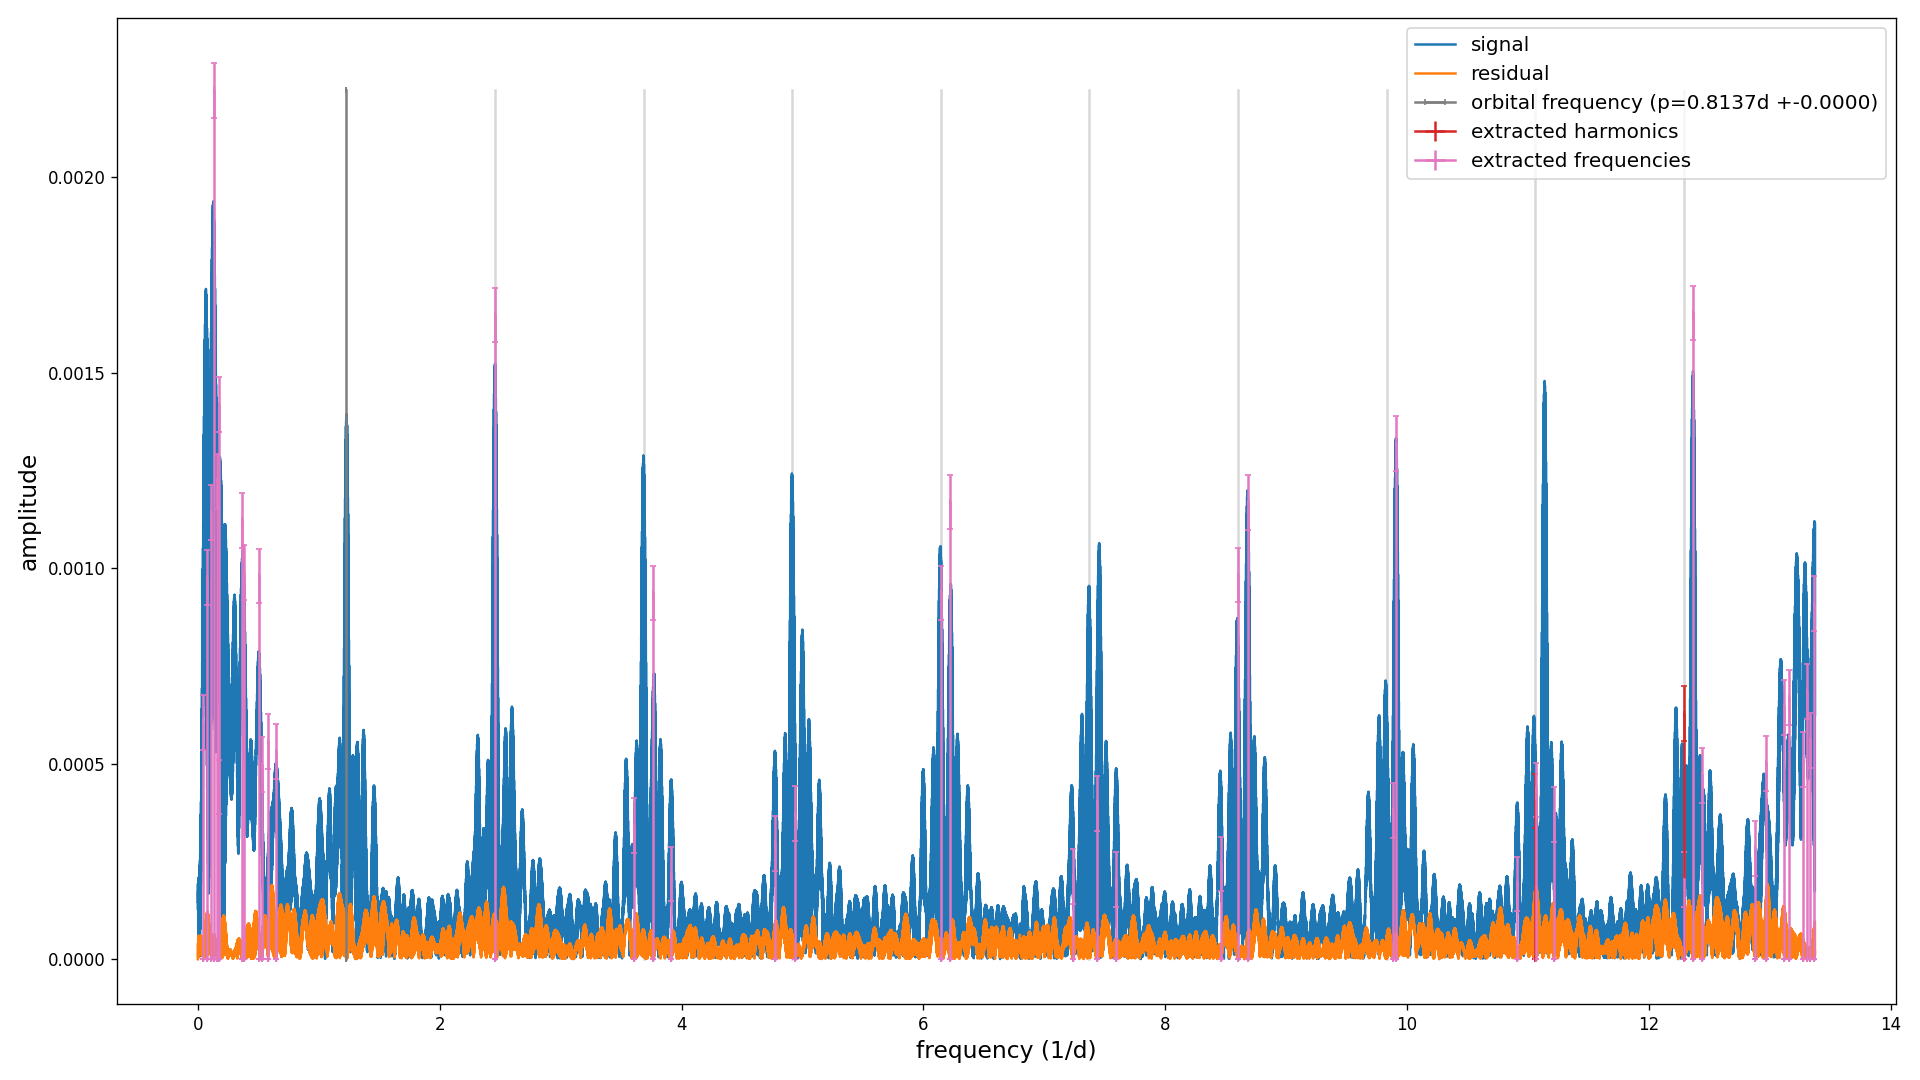 signal
residual
orbital frequency (p=0.8137d +-0.0000)
extracted harmonics
extracted frequencies
amplitude
0.0020
0.0015
0.0010
0.0005
0.0000
0 2 4 6 8 10 12 14
frequency (1/d)